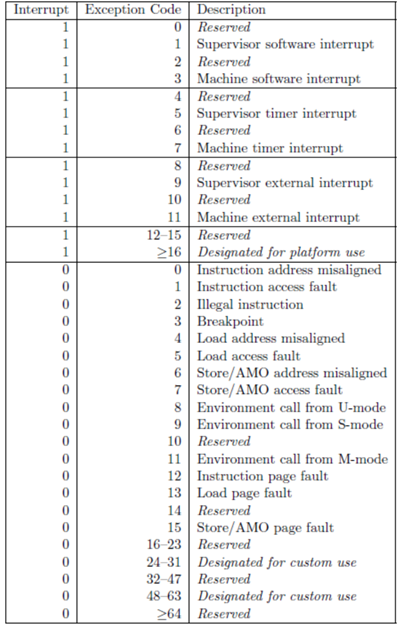 Interrupt Exception Code Description
1 0 Reserved
1 1 Supervisor software interrupt
1 2 Reserved
1 3 Machine software interrupt
1 4 Reserved
1 5 Supervisor timer interrupt
1 6 Reserved
1 7 Machine timer interrupt
1 8 Reserved
1 9 Supervisor external interrupt
1 10 Reserved
1 11 Machine external interrupt
1 12–15 Reserved
1 ≥16 Designated for platform use
0 0 Instruction address misaligned
0 1 Instruction access fault
0 2 Illegal instruction
0 3 Breakpoint
0 4 Load address misaligned
0 5 Load access fault
0 6 Store/AMO address misaligned
0 7 Store/AMO access fault
0 8 Environment call from U-mode
0 9 Environment call from S-mode
0 10 Reserved
0 11 Environment call from M-mode
0 12 Instruction page fault
0 13 Load page fault
0 14 Reserved
0 15 Store/AMO page fault
0 16–23 Reserved
0 24–31 Designated for custom use
0 32–47 Reserved
0 48–63 Designated for custom use
0 ≥64 Reserved